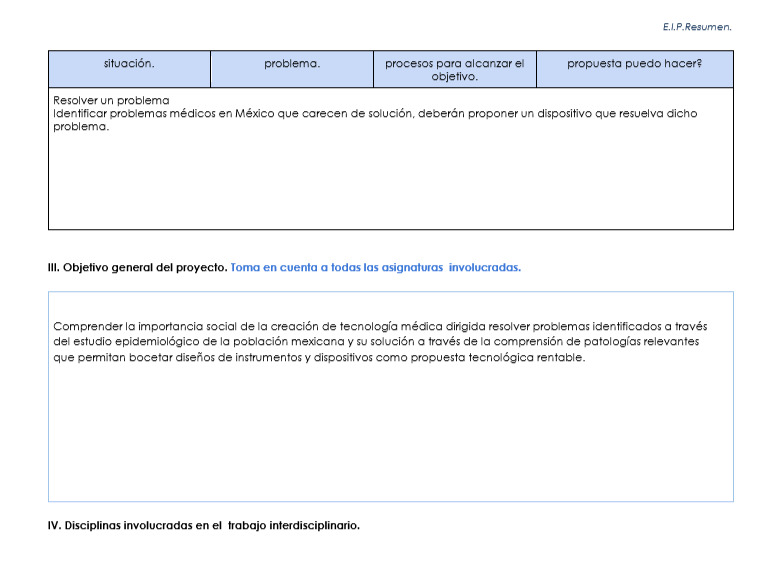 E.I.P.Resumen.
situación. problema. procesos para alcanzar el objetivo. propuesta puedo hacer?
Resolver un problema
Identificar problemas médicos en México que carecen de solución, deberán proponer un dispositivo que resuelva dicho
problema.
III. Objetivo general del proyecto. Toma en cuenta a todas las asignaturas involucradas.
Comprender la importancia social de la creación de tecnología médica dirigida resolver problemas identificados a través
del estudio epidemiológico de la población mexicana y su solución a través de la comprensión de patologías relevantes
que permitan bocetar diseños de instrumentos y dispositivos como propuesta tecnológica rentable.
IV. Disciplinas involucradas en el trabajo interdisciplinario.